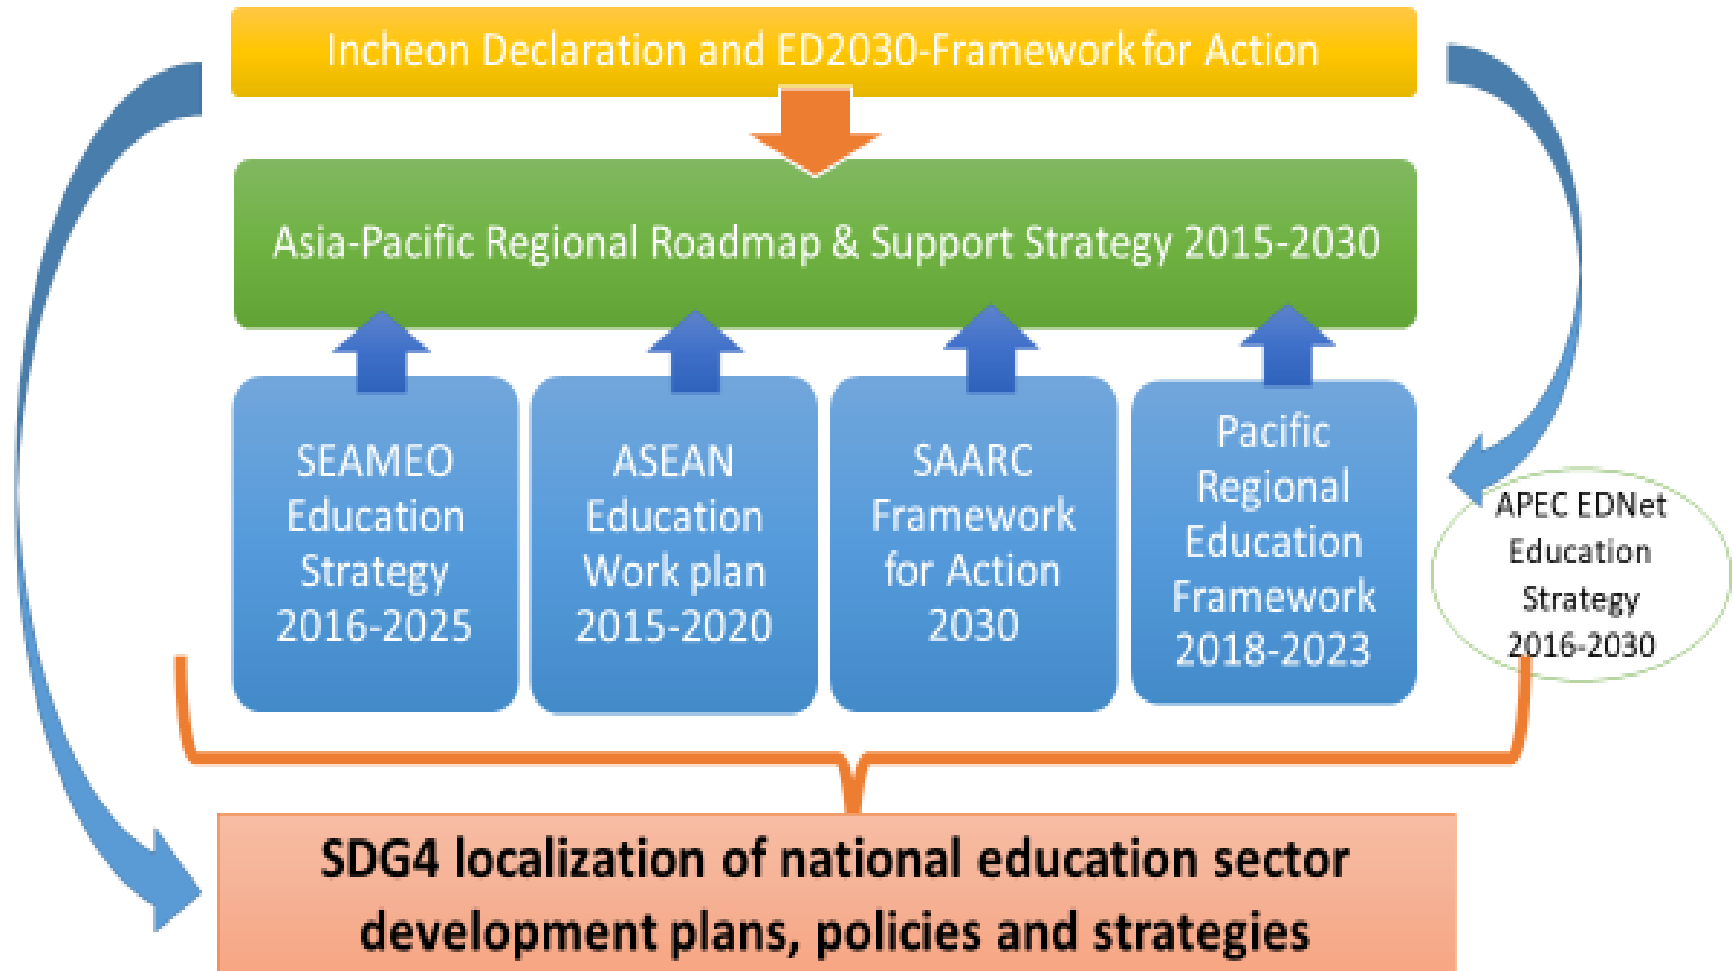 Incheon Declaration and ED2030-Framework for Action
Asia-Pacific Regional Roadmap & Support Strategy 2015-2030
SEAMEO
Education
Strategy
2016-2025
ASEAN
Education
Work plan
2015-2020
SAARC
Framework
for Action
2030
Pacific
Regional
Education
Framework
2018-2023
APEC EDNet
Education
Strategy
2016-2030
SDG4 localization of national education sector
development plans, policies and strategies